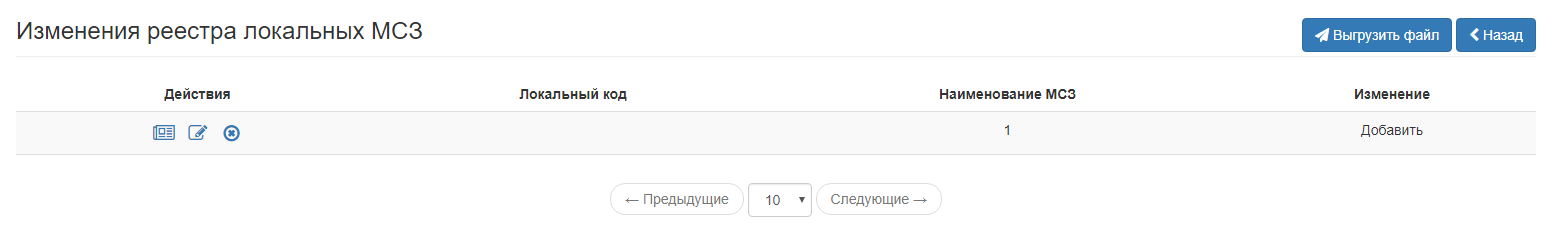 Изменения реестра локальных МСЗ
Выгрузить файл
Назад
Действия Локальный код Наименование МСЗ Изменение
1 Добавить
← Предыдущие 10 Следующие →